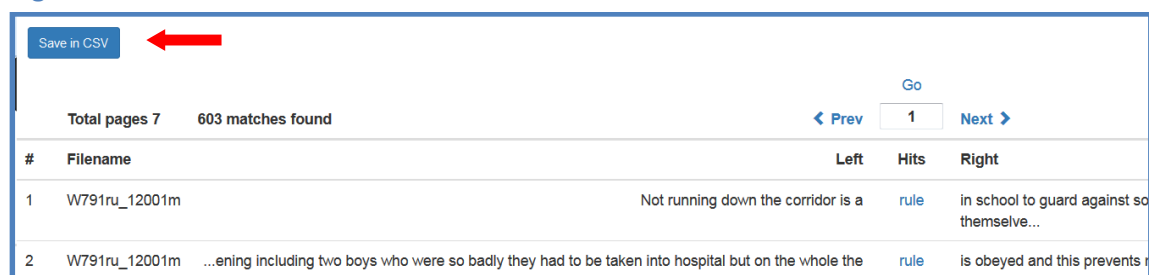 Save in CSV
Go
Total pages 7 603 matches found Prev 1 Next
# Filename Left Hits Right
1 W791ru_12001m Not running down the corridor is a rule in school to guard against so
themselve...
2 W791ru_12001m ...ening including two boys who were so badly they had to be taken into hospital but on the whole the rule is obeyed and this prevents